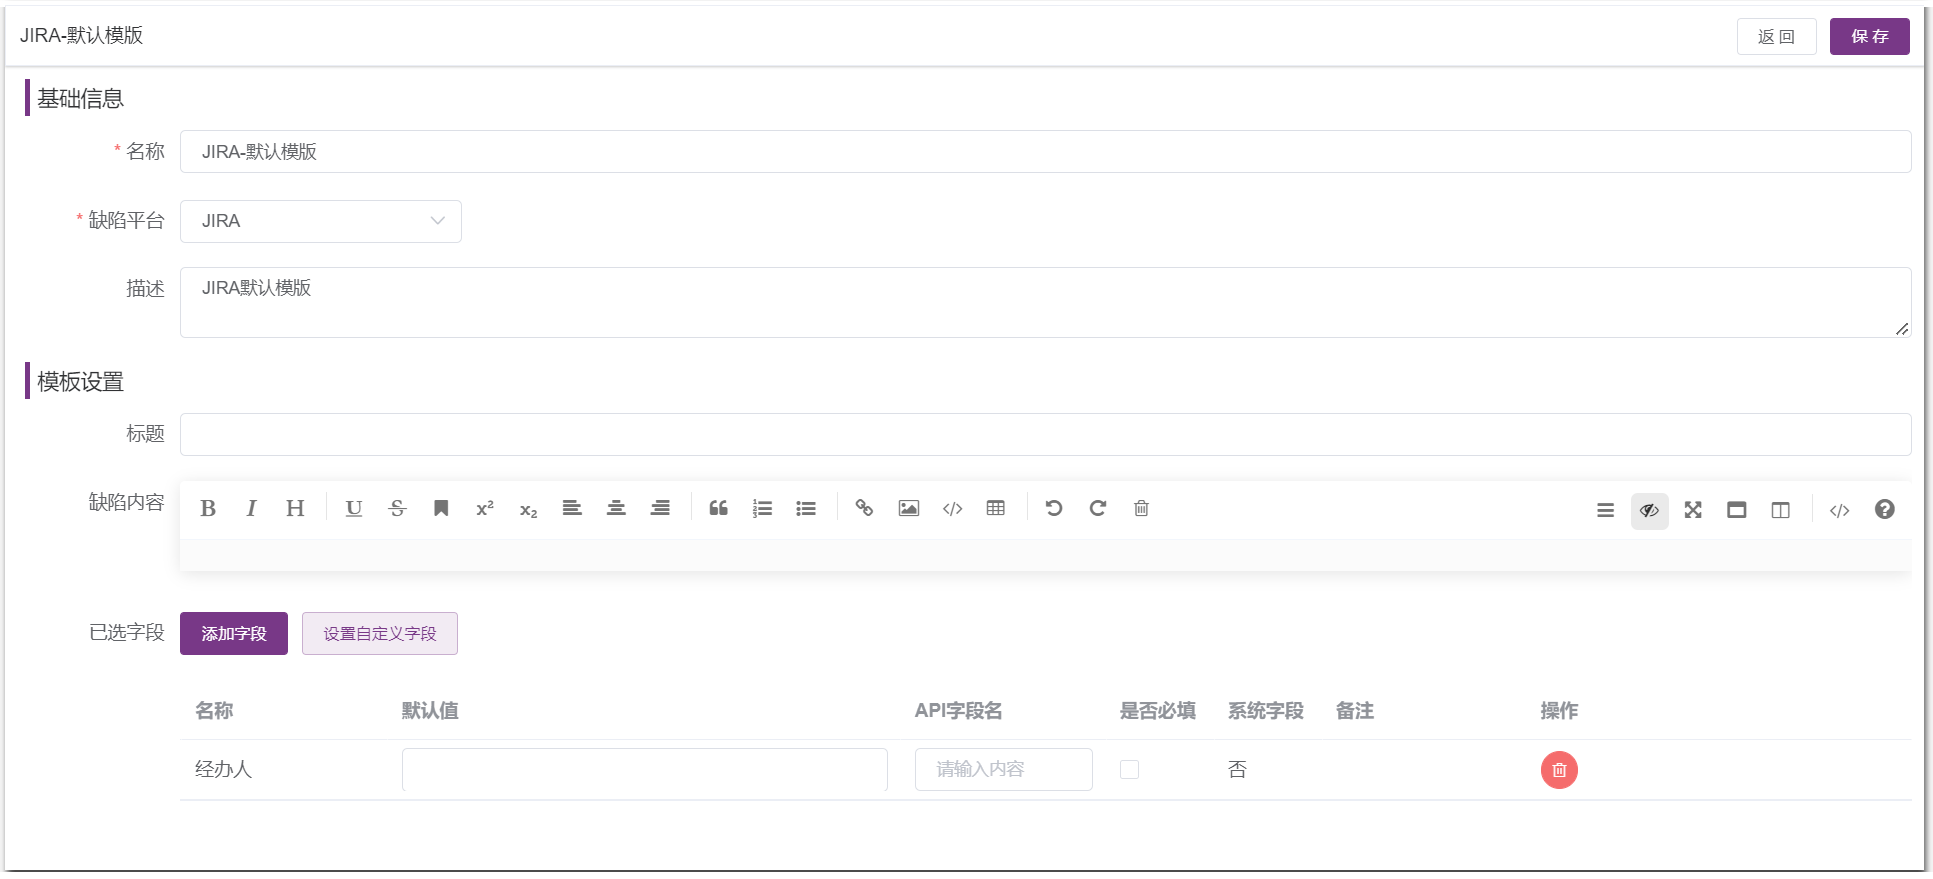 JIRA-默认模版
返 回
保 存
基础信息
* 名称
JIRA-默认模版
* 缺陷平台
JIRA
描述
JIRA默认模版
模板设置
标题
缺陷内容
B I H U S x² x₂
已选字段
添加字段
设置自定义字段
名称 默认值 API字段名 是否必填 系统字段 备注 操作
经办人 请输入内容 否